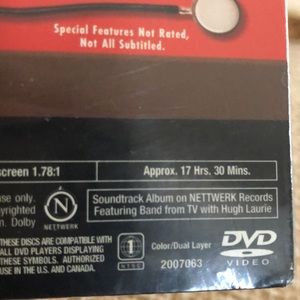 Special Features Not Rated,
Not All Subtitled.
screen 1.78:1
Approx. 17 Hrs. 30 Mins.
use only.
m. Dolby
N
NETTWERK
Soundtrack Album on NETTWERK Records
Featuring Band from TV with Hugh Laurie
THESE DISCS ARE COMPATIBLE WITH
ALL DVD PLAYERS DISPLAYING
THESE SYMBOLS. AUTHORIZED
USE IN THE U.S. AND CANADA.
1
NTSC
Color/Dual Layer
2007063
DVD
VIDEO